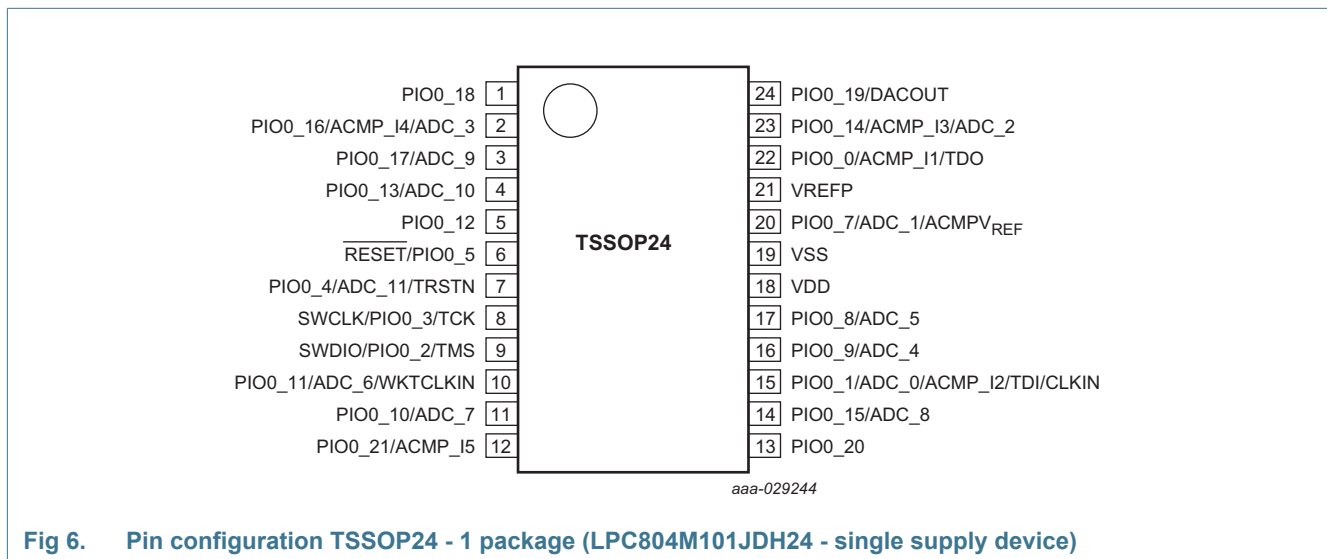 PIO0_18 1
PIO0_16/ACMP_I4/ADC_3 2
PIO0_17/ADC_9 3
PIO0_13/ADC_10 4
PIO0_12 5
RESET/PIO0_5 6
PIO0_4/ADC_11/TRSTN 7
SWCLK/PIO0_3/TCK 8
SWDIO/PIO0_2/TMS 9
PIO0_11/ADC_6/WKTCLKIN 10
PIO0_10/ADC_7 11
PIO0_21/ACMP_I5 12
TSSOP24
24 PIO0_19/DACOUT
23 PIO0_14/ACMP_I3/ADC_2
22 PIO0_0/ACMP_I1/TDO
21 VREFP
20 PIO0_7/ADC_1/ACMPVREF
19 VSS
18 VDD
17 PIO0_8/ADC_5
16 PIO0_9/ADC_4
15 PIO0_1/ADC_0/ACMP_I2/TDI/CLKIN
14 PIO0_15/ADC_8
13 PIO0_20
aaa-029244
Fig 6. Pin configuration TSSOP24 - 1 package (LPC804M101JDH24 - single supply device)